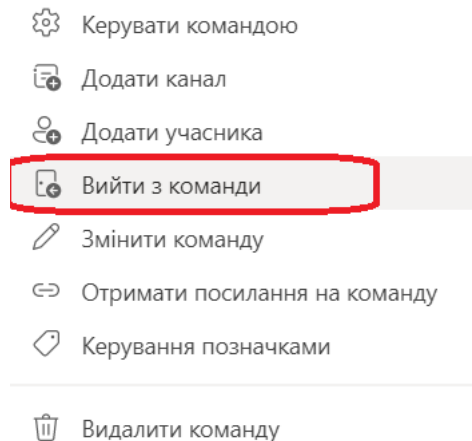 Керувати командою
Додати канал
Додати учасника
Вийти з команди
Змінити команду
Отримати посилання на команду
Керування позначками
Видалити команду